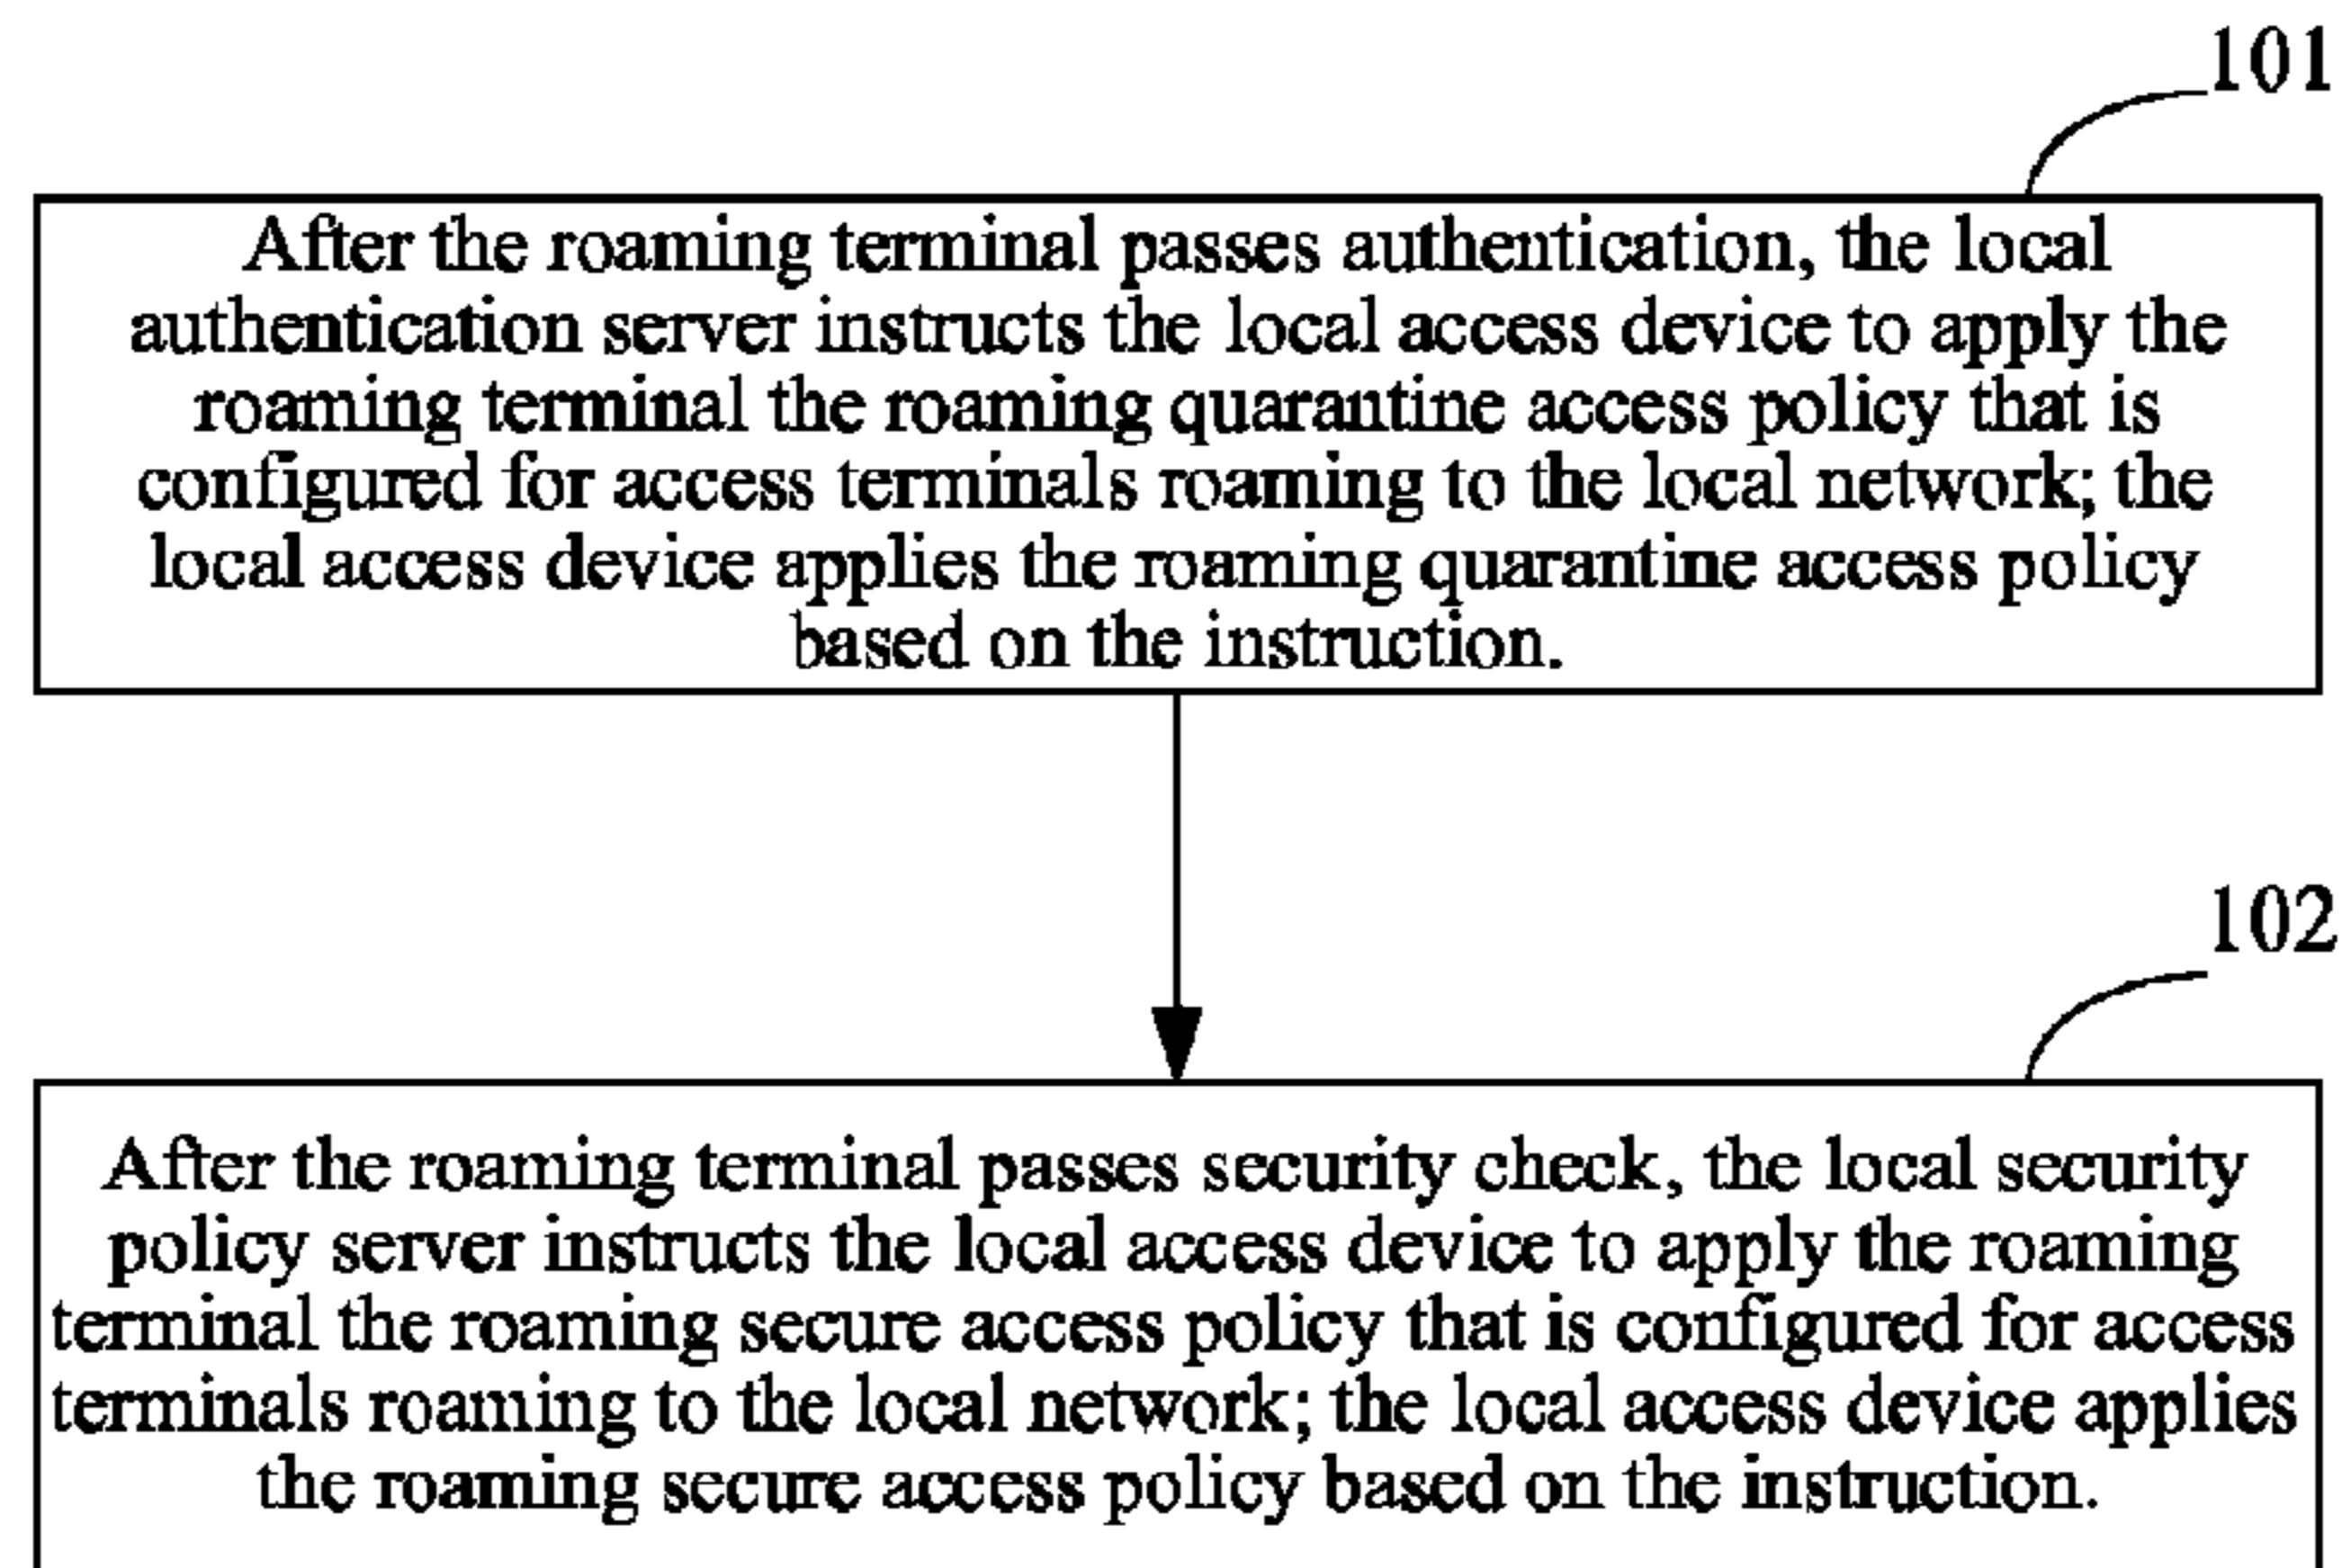 101
After the roaming terminal passes authentication, the local
authentication server instructs the local access device to apply the
roaming terminal the roaming quarantine access policy that is
configured for access terminals roaming to the local network; the
local access device applies the roaming quarantine access policy
based on the instruction.
102
After the roaming terminal passes security check, the local security
policy server instructs the local access device to apply the roaming
terminal the roaming secure access policy that is configured for access
terminals roaming to the local network; the local access device applies
the roaming secure access policy based on the instruction.